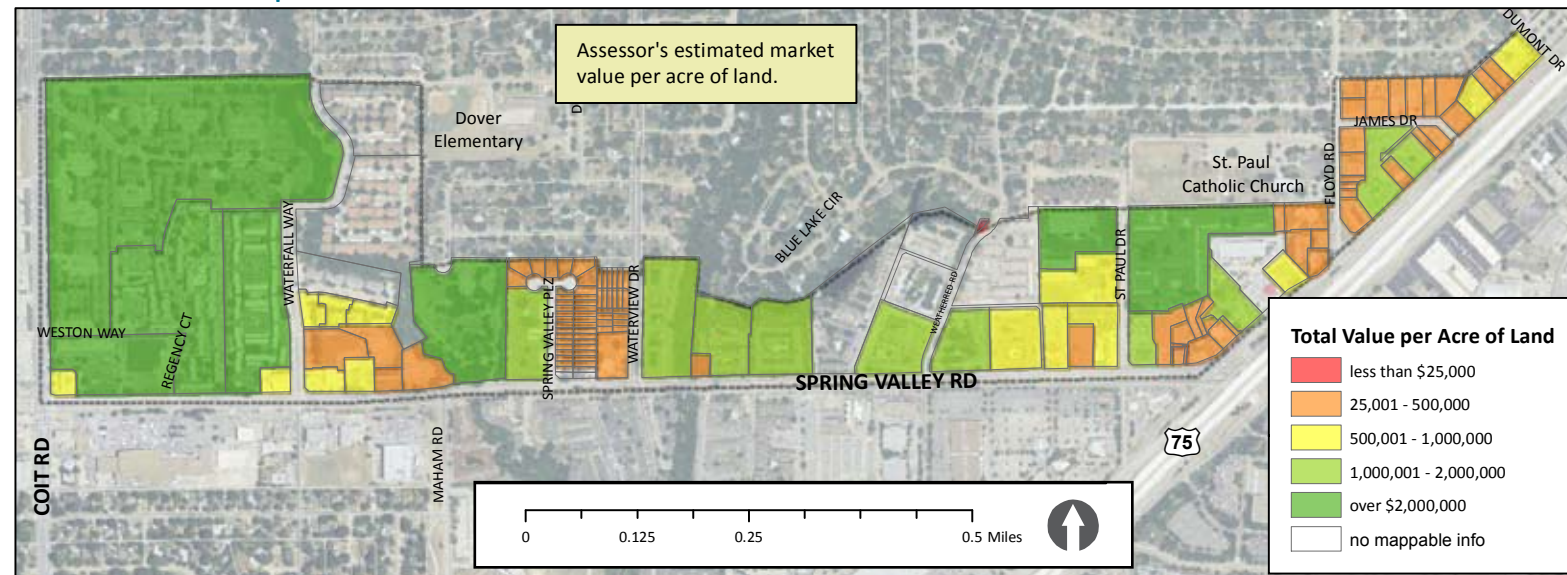 Assessor's estimated market
value per acre of land.
DUMONT DR
Dover
Elementary
D
JAMES DR
St. Paul
Catholic Church
FLOYD RD
BLUE LAKE CIR
WATERFALL WAY
ST PAUL DR
WEATHERRED RD
WESTON WAY
REGENCY CT
SPRING VALLEY PLZ
WATERVIEW DR
SPRING VALLEY RD
COIT RD
MAHAM RD
75
0 0.125 0.25 0.5 Miles
Total Value per Acre of Land
less than $25,000
25,001 - 500,000
500,001 - 1,000,000
1,000,001 - 2,000,000
over $2,000,000
no mappable info